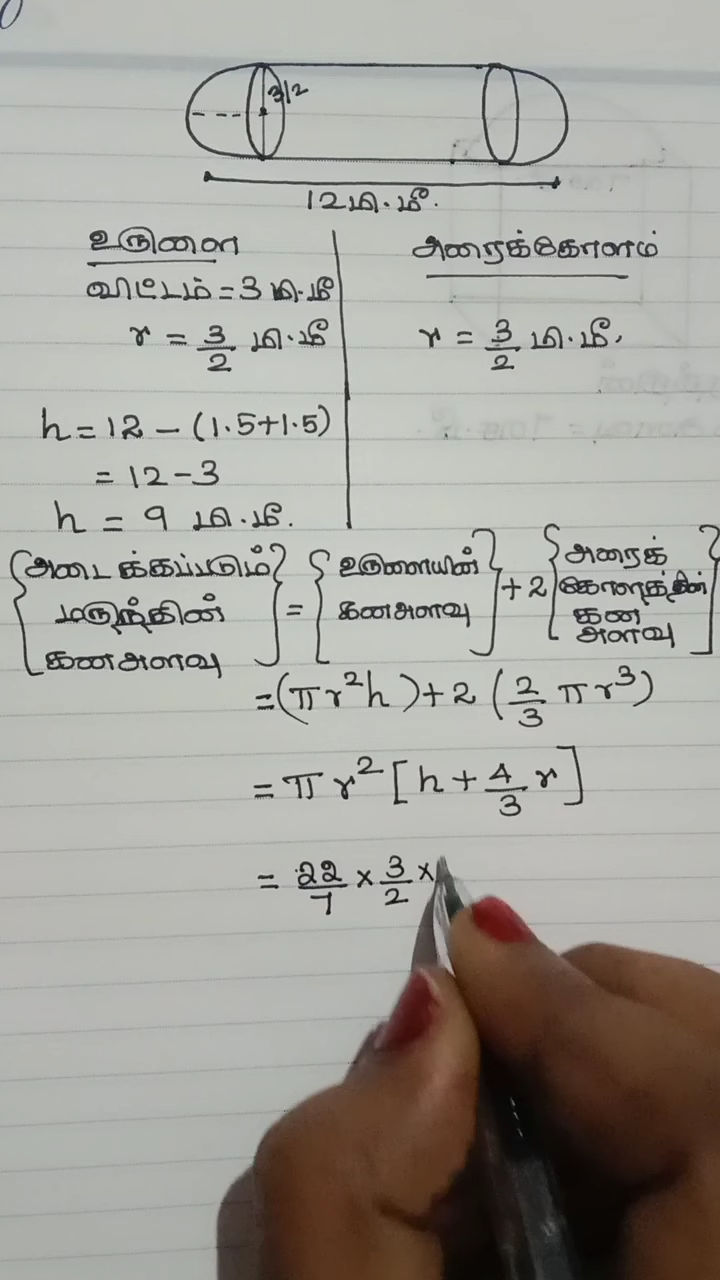 3/2
12மி.மீ.
உருளை
விட்டம் = 3 மி.மீ
r = 3/2 மி.மீ
h = 12 − (1.5+1.5)
= 12 − 3
h = 9 மி.மீ.
அரைக்கோளம்
r = 3/2 மி.மீ.
{அடைக்கப்படும் மருந்தின் கனஅளவு} = {உருளையின் கனஅளவு} + 2 {அரைக் கோளத்தின் கன அளவு}
= (πr²h) + 2 (2/3 πr³)
= πr² [h + 4/3 r]
= 22/7 × 3/2 ×